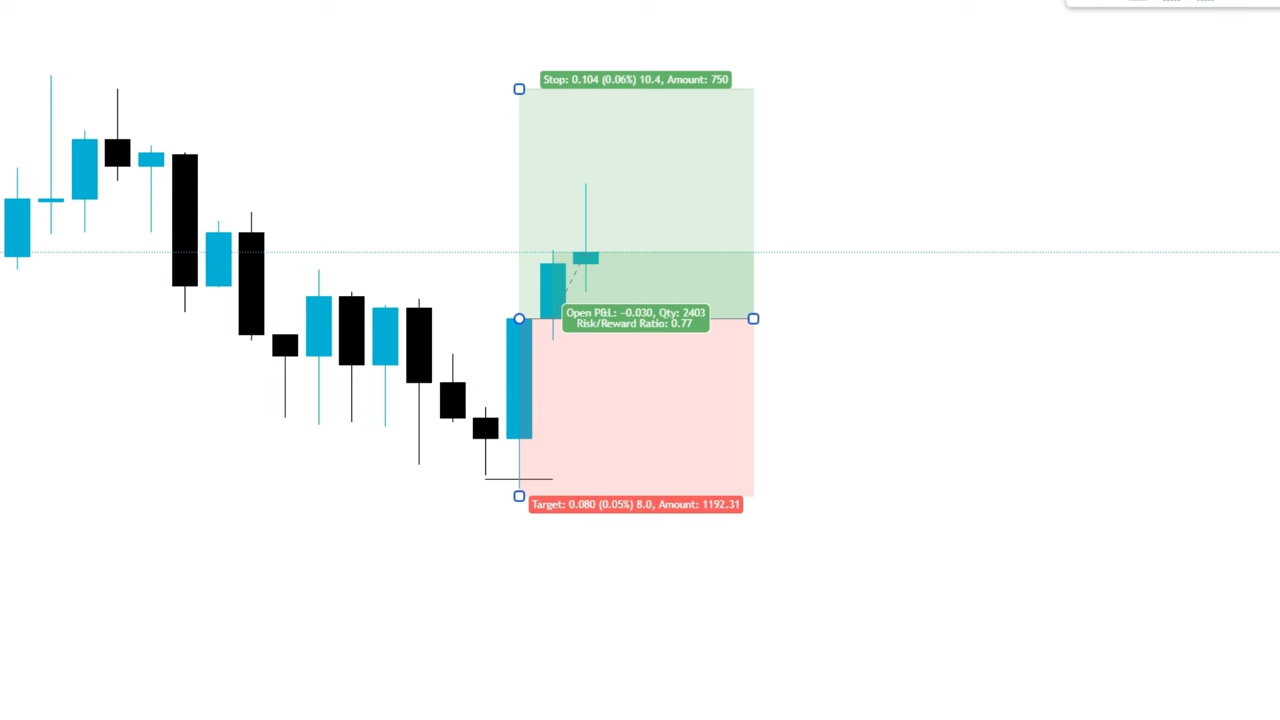 Stop: 0.104 (0.06%) 10.4, Amount: 750
Open P&L: −0.030, Qty: 2403
Risk/Reward Ratio: 0.77
Target: 0.080 (0.05%) 8.0, Amount: 1192.31